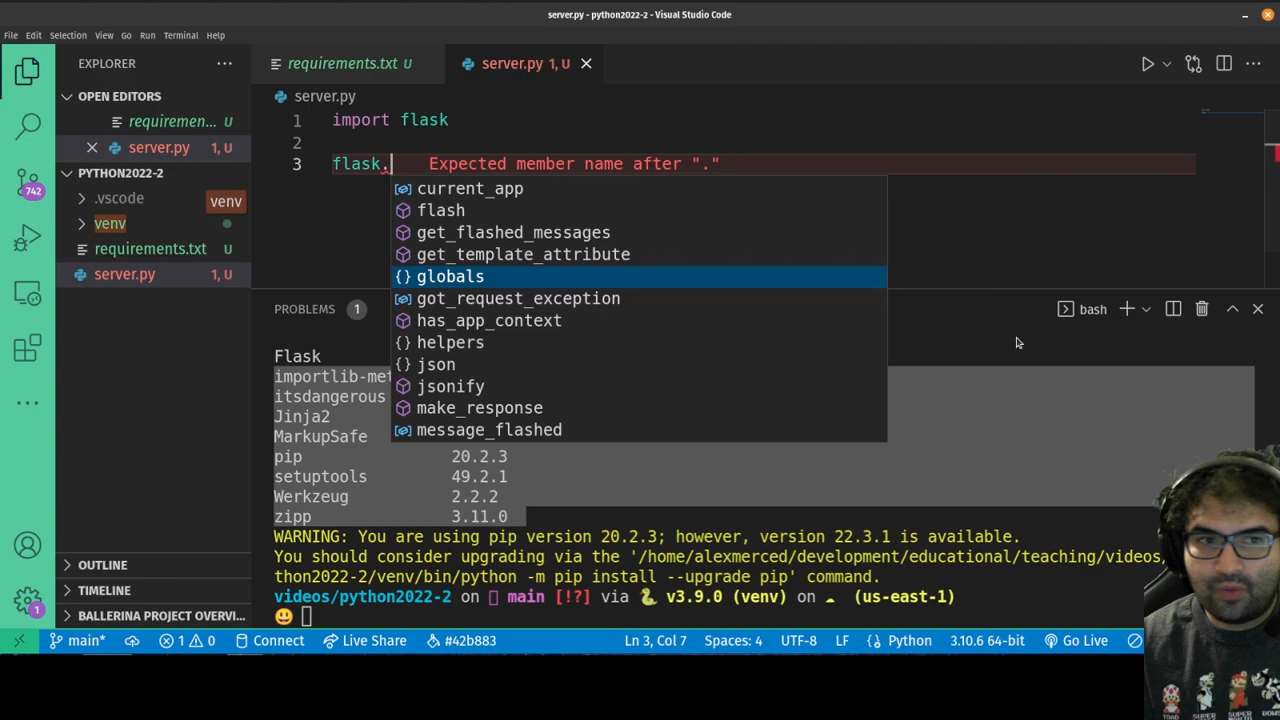 server.py - python2022-2 - Visual Studio Code
File Edit Selection View Go Run Terminal Help
EXPLORER
requirements.txt U
server.py 1, U
OPEN EDITORS
requiremen... U
server.py 1, U
PYTHON2022-2
.vscode
venv
venv
requirements.txt U
server.py 1, U
742
server.py
1 import flask
2
3 flask. Expected member name after "."
current_app
flash
get_flashed_messages
get_template_attribute
globals
got_request_exception
has_app_context
helpers
json
jsonify
make_response
message_flashed
PROBLEMS 1
bash
Flask
importlib-met
itsdangerous
Jinja2
MarkupSafe
pip 20.2.3
setuptools 49.2.1
Werkzeug 2.2.2
zipp 3.11.0
WARNING: You are using pip version 20.2.3; however, version 22.3.1 is available.
You should consider upgrading via the '/home/alexmerced/development/educational/teaching/videos/
thon2022-2/venv/bin/python -m pip install --upgrade pip' command.
videos/python2022-2 on main [!?] via 🐍 v3.9.0 (venv) on ☁ (us-east-1)
😃
OUTLINE
TIMELINE
BALLERINA PROJECT OVERVI...
1
main* 1 0 Connect Live Share #42b883 Ln 3, Col 7 Spaces: 4 UTF-8 LF Python 3.10.6 64-bit Go Live
TOAD
SUPER